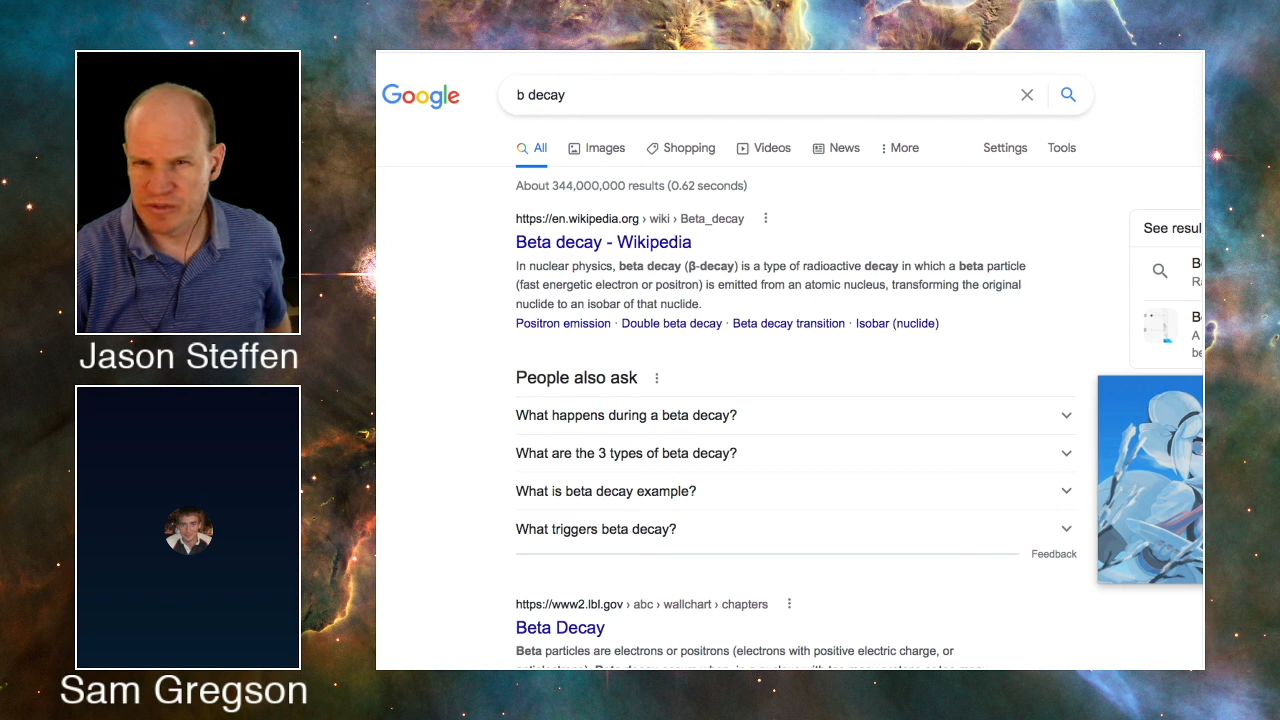 Jason Steffen
Sam Gregson
Google
b decay
All Images Shopping Videos News More Settings Tools
About 344,000,000 results (0.62 seconds)
https://en.wikipedia.org › wiki › Beta_decay
Beta decay - Wikipedia
In nuclear physics, beta decay (β-decay) is a type of radioactive decay in which a beta particle
(fast energetic electron or positron) is emitted from an atomic nucleus, transforming the original
nuclide to an isobar of that nuclide.
Positron emission · Double beta decay · Beta decay transition · Isobar (nuclide)
People also ask
What happens during a beta decay?
What are the 3 types of beta decay?
What is beta decay example?
What triggers beta decay?
Feedback
https://www2.lbl.gov › abc › wallchart › chapters
Beta Decay
Beta particles are electrons or positrons (electrons with positive electric charge, or
See resul
B
R
B
A
be